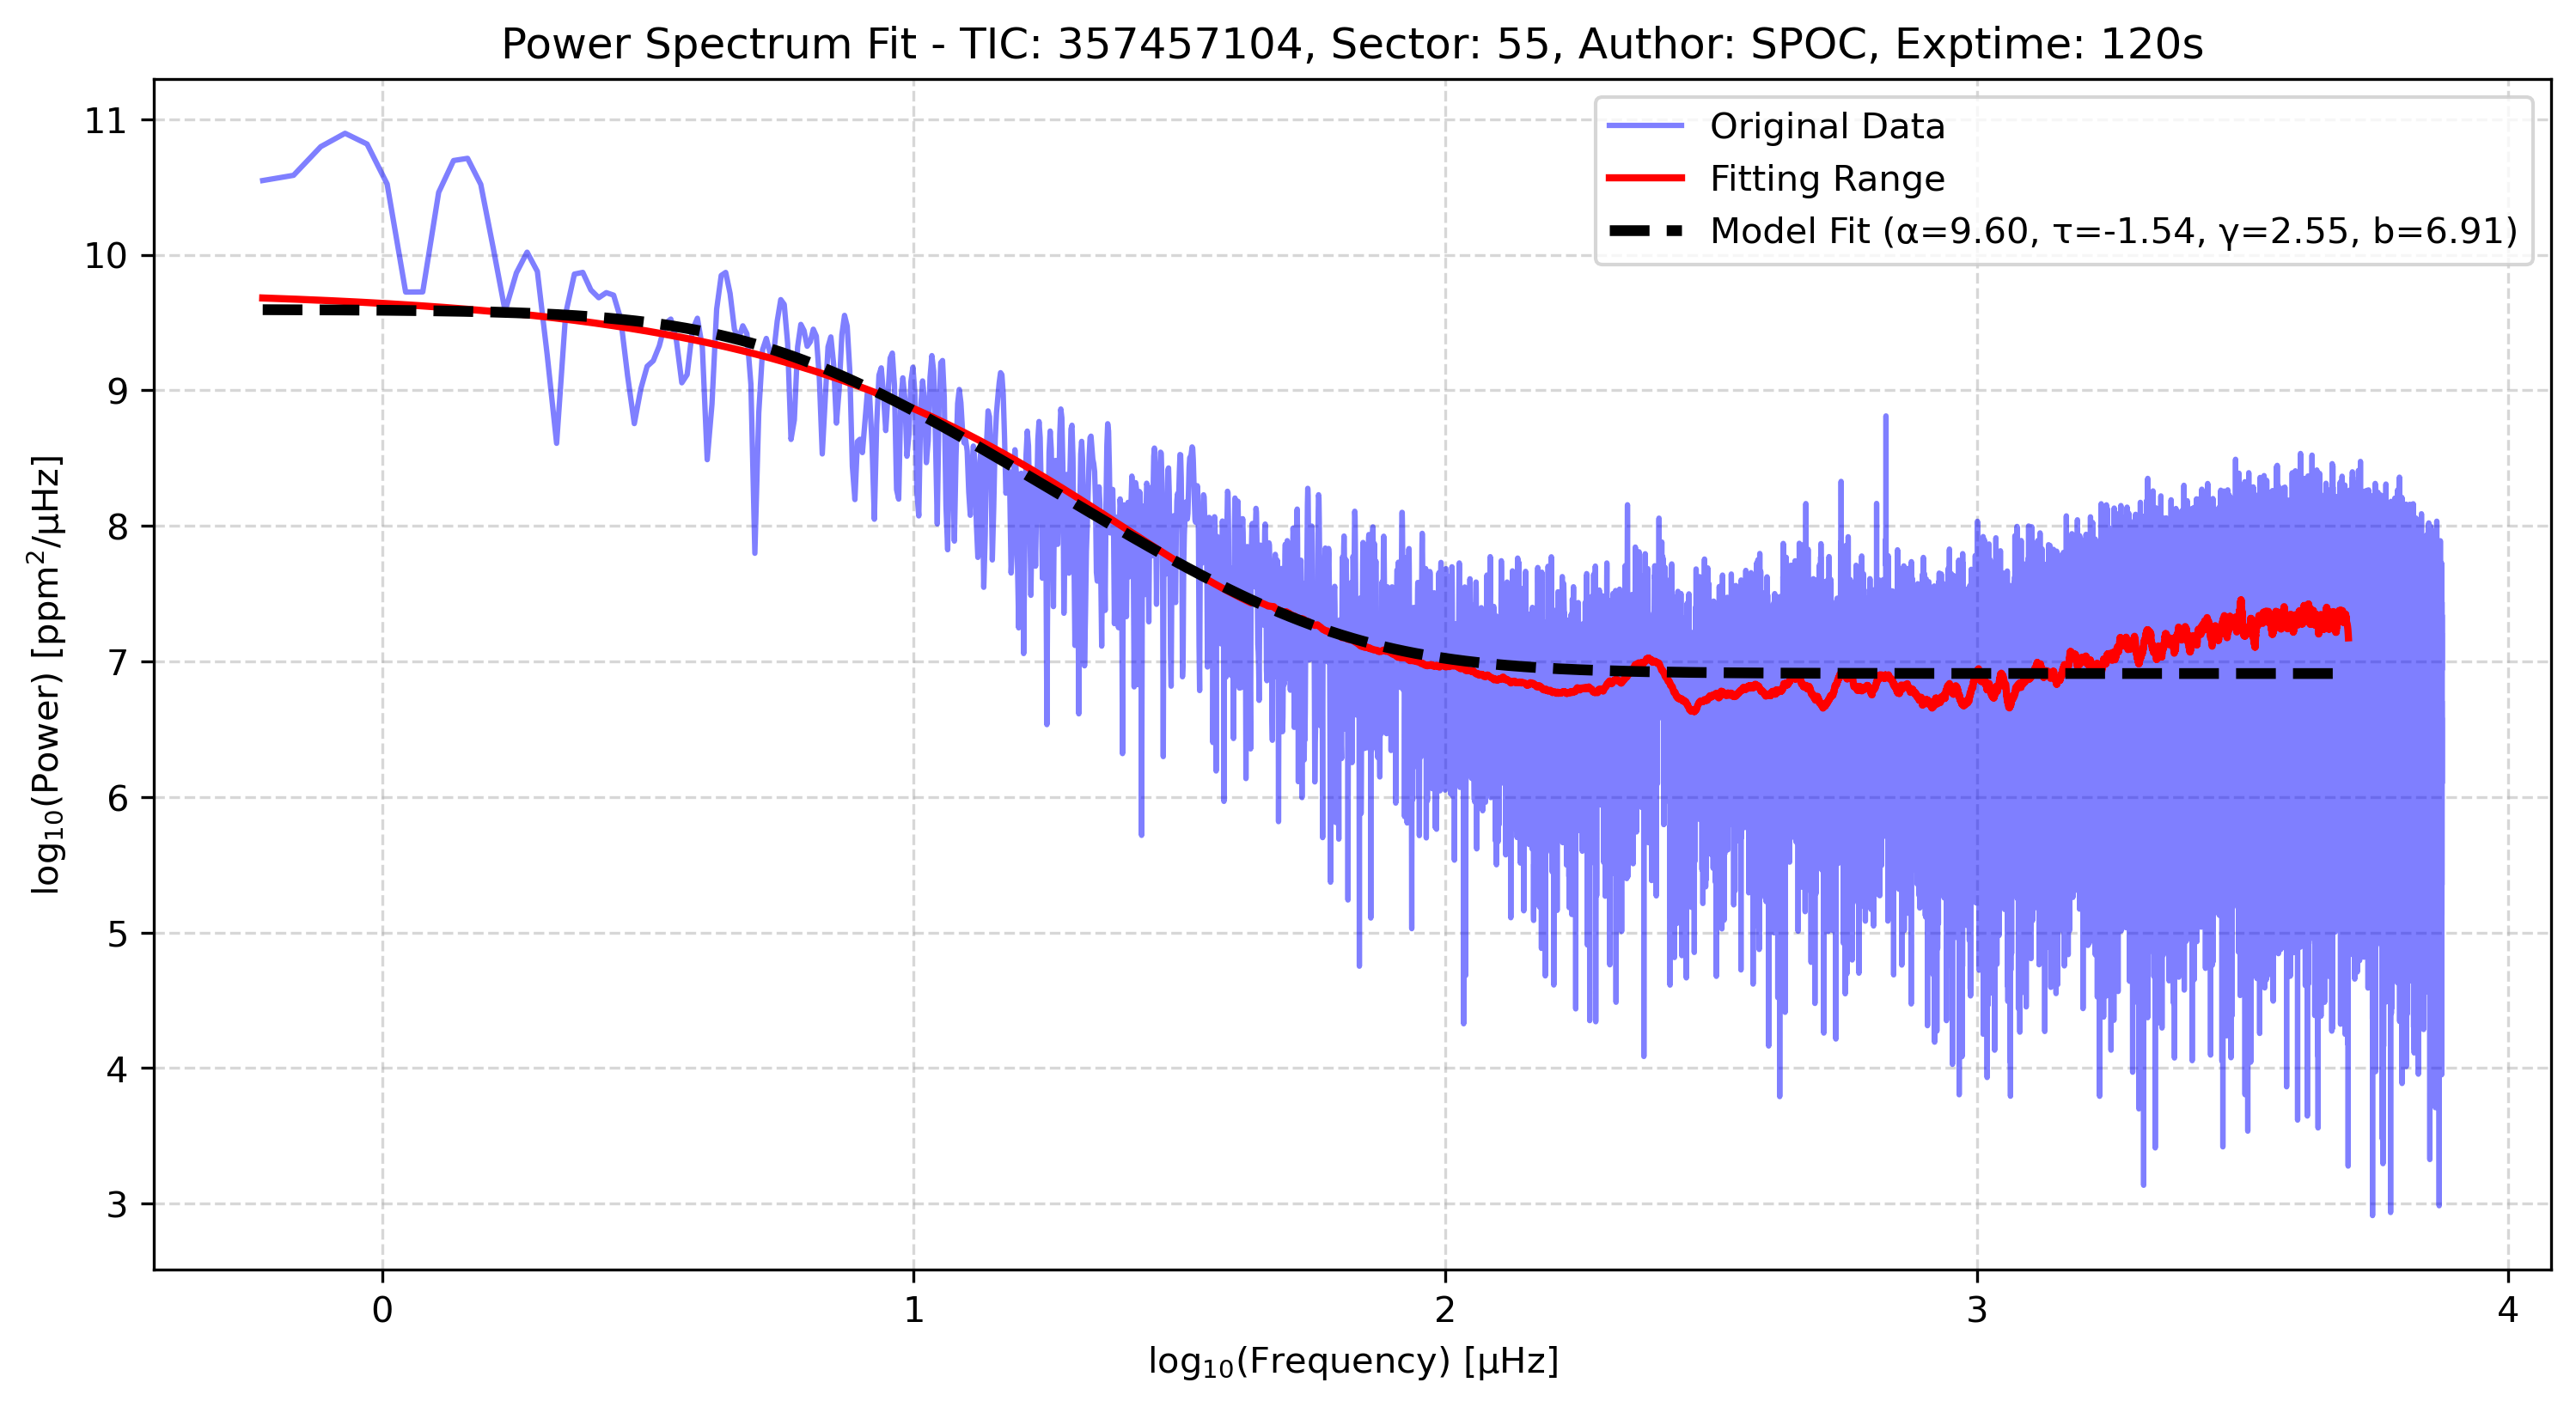 Power Spectrum Fit - TIC: 357457104, Sector: 55, Author: SPOC, Exptime: 120s
Original Data
Fitting Range
Model Fit (α=9.60, τ=-1.54, γ=2.55, b=6.91)
log₁₀(Power) [ppm²/μHz]
11
10
9
8
7
6
5
4
3
0 1 2 3 4
log₁₀(Frequency) [μHz]